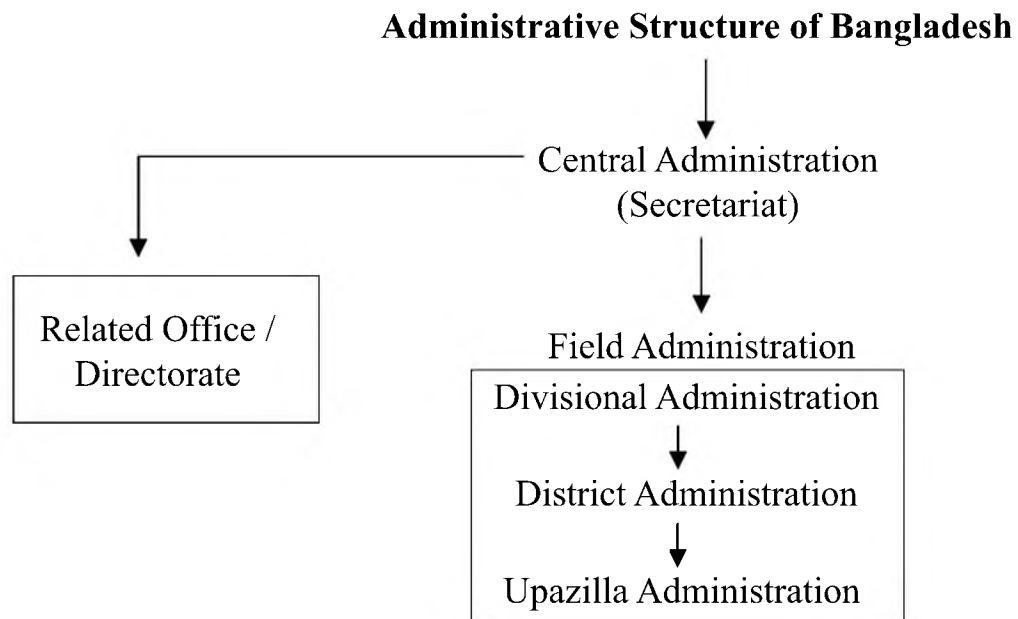 Administrative Structure of Bangladesh
Central Administration
(Secretariat)
Related Office /
Directorate
Field Administration
Divisional Administration
District Administration
Upazilla Administration